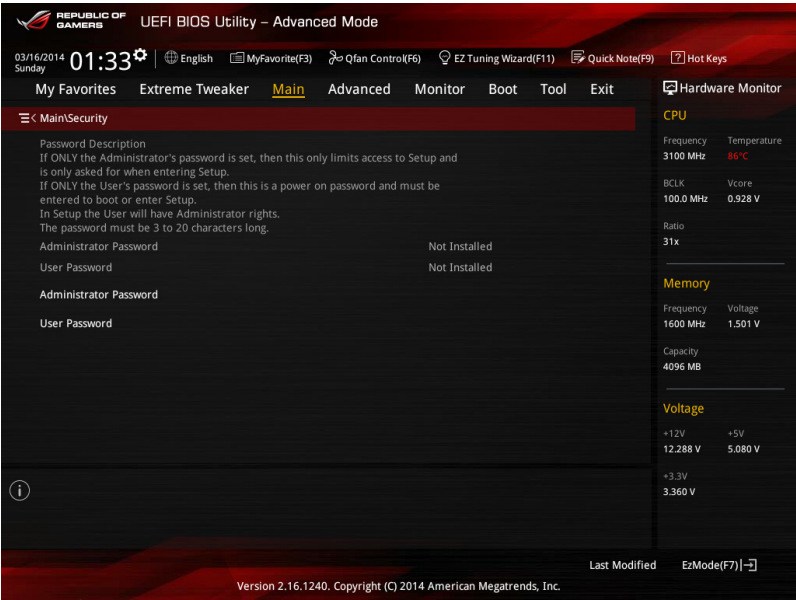 REPUBLIC OF
GAMERS
UEFI BIOS Utility – Advanced Mode
03/16/2014
Sunday
01:33
English
MyFavorite(F3)
Qfan Control(F6)
EZ Tuning Wizard(F11)
Quick Note(F9)
? Hot Keys
My Favorites Extreme Tweaker Main Advanced Monitor Boot Tool Exit
Main\Security
Password Description
If ONLY the Administrator's password is set, then this only limits access to Setup and
is only asked for when entering Setup.
If ONLY the User's password is set, then this is a power on password and must be
entered to boot or enter Setup.
In Setup the User will have Administrator rights.
The password must be 3 to 20 characters long.
Administrator Password Not Installed
User Password Not Installed
Administrator Password
User Password
Hardware Monitor
CPU
Frequency Temperature
3100 MHz 86°C
BCLK Vcore
100.0 MHz 0.928 V
Ratio
31x
Memory
Frequency Voltage
1600 MHz 1.501 V
Capacity
4096 MB
Voltage
+12V +5V
12.288 V 5.080 V
+3.3V
3.360 V
i
Last Modified
EzMode(F7)
Version 2.16.1240. Copyright (C) 2014 American Megatrends, Inc.